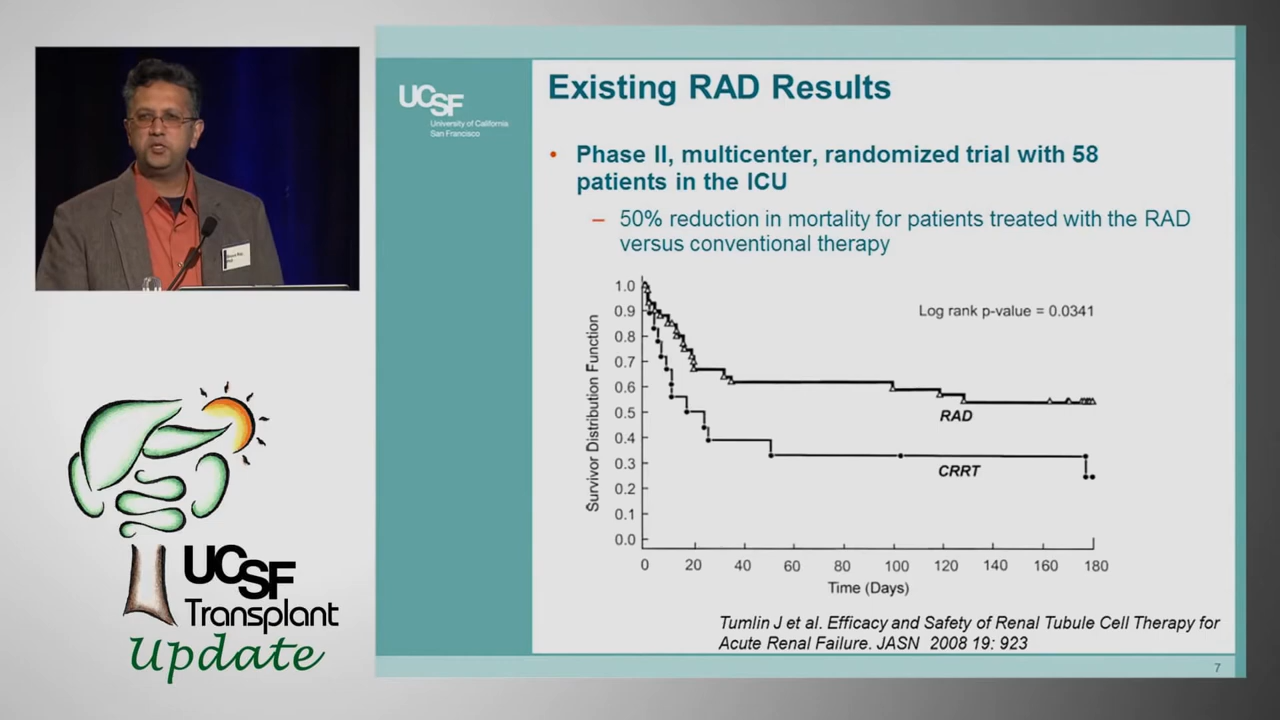 UCSF
University of California
San Francisco
Existing RAD Results
• Phase II, multicenter, randomized trial with 58
patients in the ICU
– 50% reduction in mortality for patients treated with the RAD
versus conventional therapy
Survivor Distribution Function
1.0
0.9
0.8
0.7
0.6
0.5
0.4
0.3
0.2
0.1
0.0
Log rank p-value = 0.0341
RAD
CRRT
0 20 40 60 80 100 120 140 160 180
Time (Days)
Tumlin J et al. Efficacy and Safety of Renal Tubule Cell Therapy for
Acute Renal Failure. JASN 2008 19: 923
7
UCSF
Transplant
Update